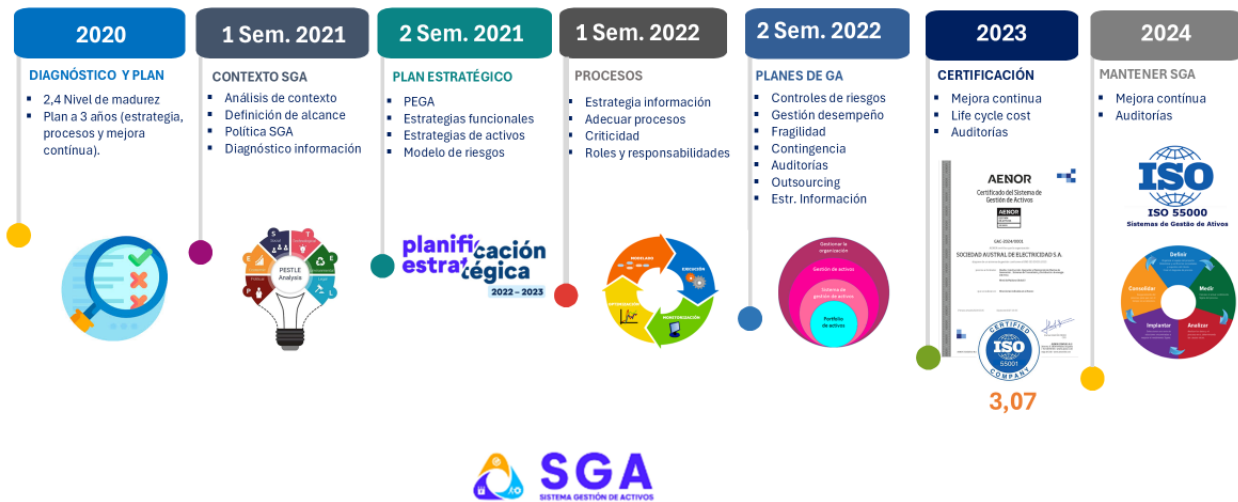 2020
1 Sem. 2021
2 Sem. 2021
1 Sem. 2022
2 Sem. 2022
2023
2024
DIAGNÓSTICO Y PLAN
2,4 Nivel de madurez
Plan a 3 años (estrategia,
procesos y mejora
contínua).
CONTEXTO SGA
Análisis de contexto
Definición de alcance
Política SGA
Diagnóstico información
PLAN ESTRATÉGICO
PEGA
Estrategias funcionales
Estrategias de activos
Modelo de riesgos
PROCESOS
Estrategia información
Adecuar procesos
Criticidad
Roles y responsabilidades
PLANES DE GA
Controles de riesgos
Gestión desempeño
Fragilidad
Contingencia
Auditorías
Outsourcing
Estr. Información
CERTIFICACIÓN
Mejora continua
Life cycle cost
Auditorías
MANTENER SGA
Mejora contínua
Auditorías
S
T
E
E
P
L
PESTLE
Analysis
planificación
estratégica
2022 – 2023
MODELADO
EJECUCIÓN
MONITORIZACIÓN
Gestionar la
organización
Gestión de activos
Sistema de
gestión de activos
Portfolio
de activos
AENOR
Certificado del Sistema de
Gestión de Activos
AENOR
SOCIEDAD AUSTRAL DE ELECTRICIDAD S.A.
CERTIFIED
ISO
55001
COMPANY
3,07
ISO
ISO 55000
Sistemas de Gestão de Ativos
Definir
Medir
Analizar
Implantar
Consolidar
SGA
SISTEMA GESTIÓN DE ACTIVOS